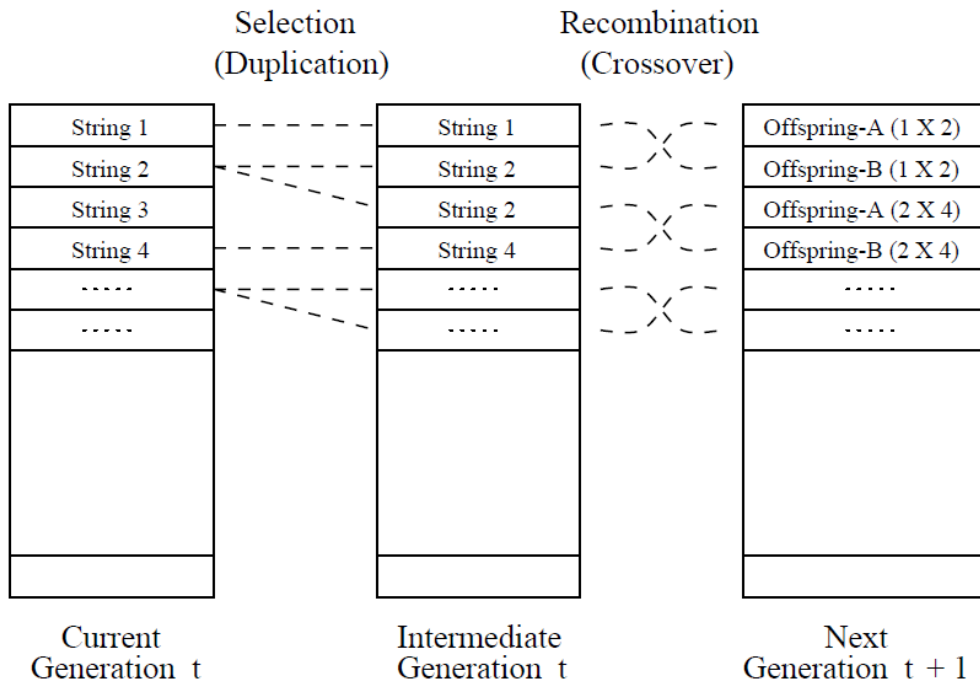 Selection
(Duplication)
Recombination
(Crossover)
String 1
String 2
String 3
String 4
.....
.....
Current
Generation t
String 1
String 2
String 2
String 4
.....
.....
Intermediate
Generation t
Offspring-A (1 X 2)
Offspring-B (1 X 2)
Offspring-A (2 X 4)
Offspring-B (2 X 4)
.....
.....
Next
Generation t + 1